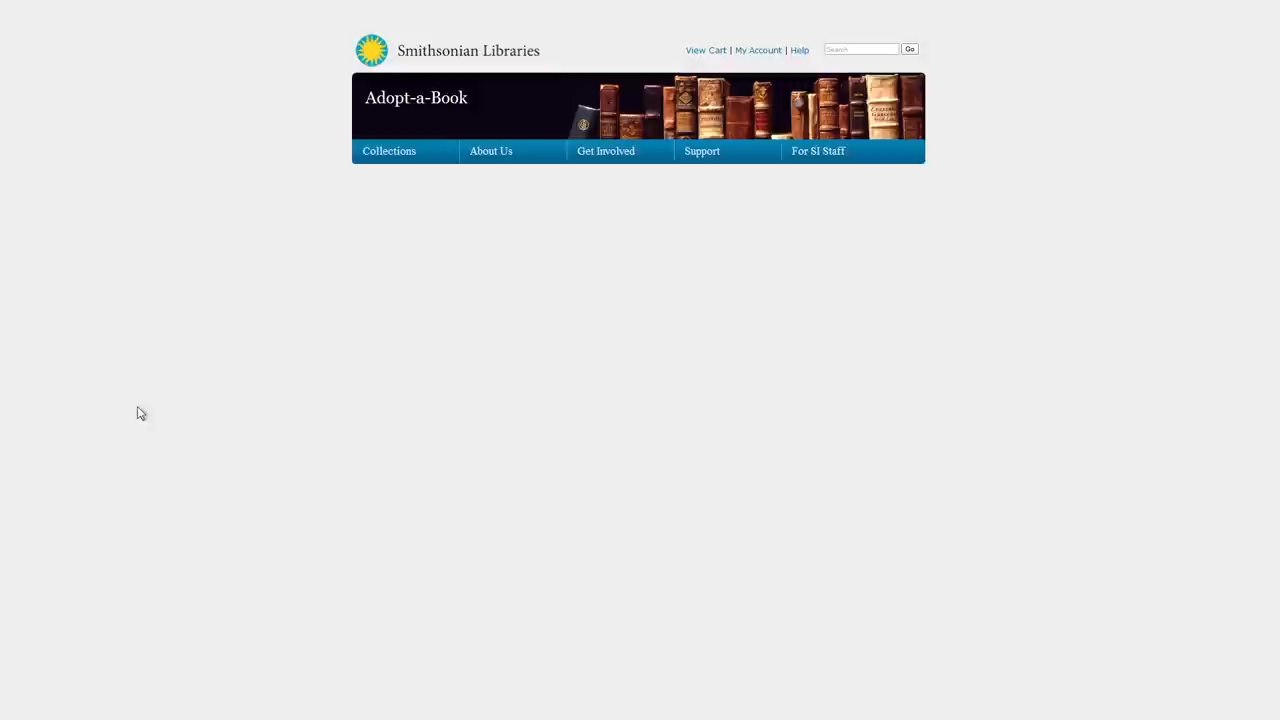 Smithsonian Libraries
View Cart | My Account | Help
Search
Go
Adopt-a-Book
Collections
About Us
Get Involved
Support
For SI Staff